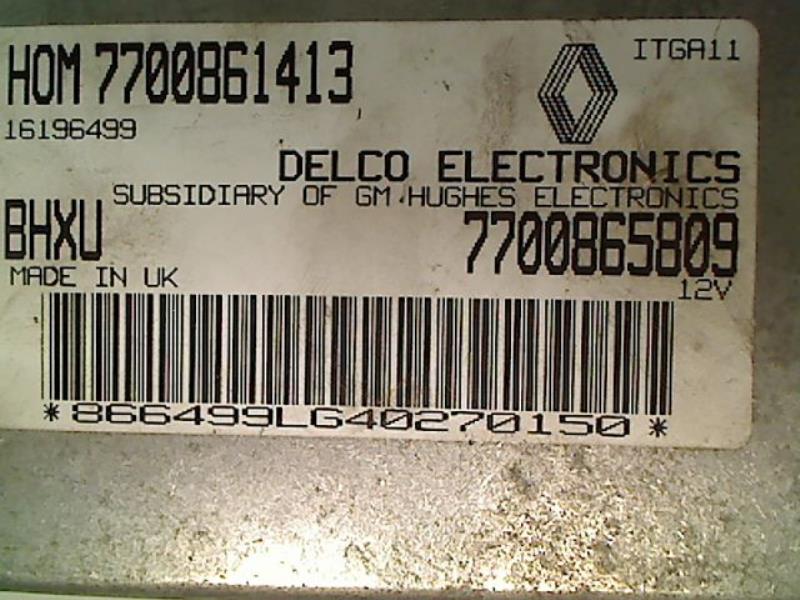 HOM 7700861413
ITGA11
16196499
DELCO ELECTRONICS
SUBSIDIARY OF GM HUGHES ELECTRONICS
BHXU
7700865809
MADE IN UK
12V
*866499LG40270150*